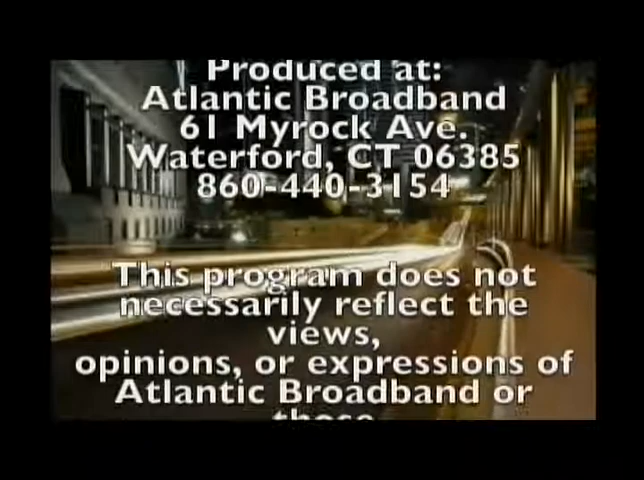 Produced at:
Atlantic Broadband
61 Myrock Ave.
Waterford, CT 06385
860-440-3154
This program does not
necessarily reflect the
views,
opinions, or expressions of
Atlantic Broadband or
those